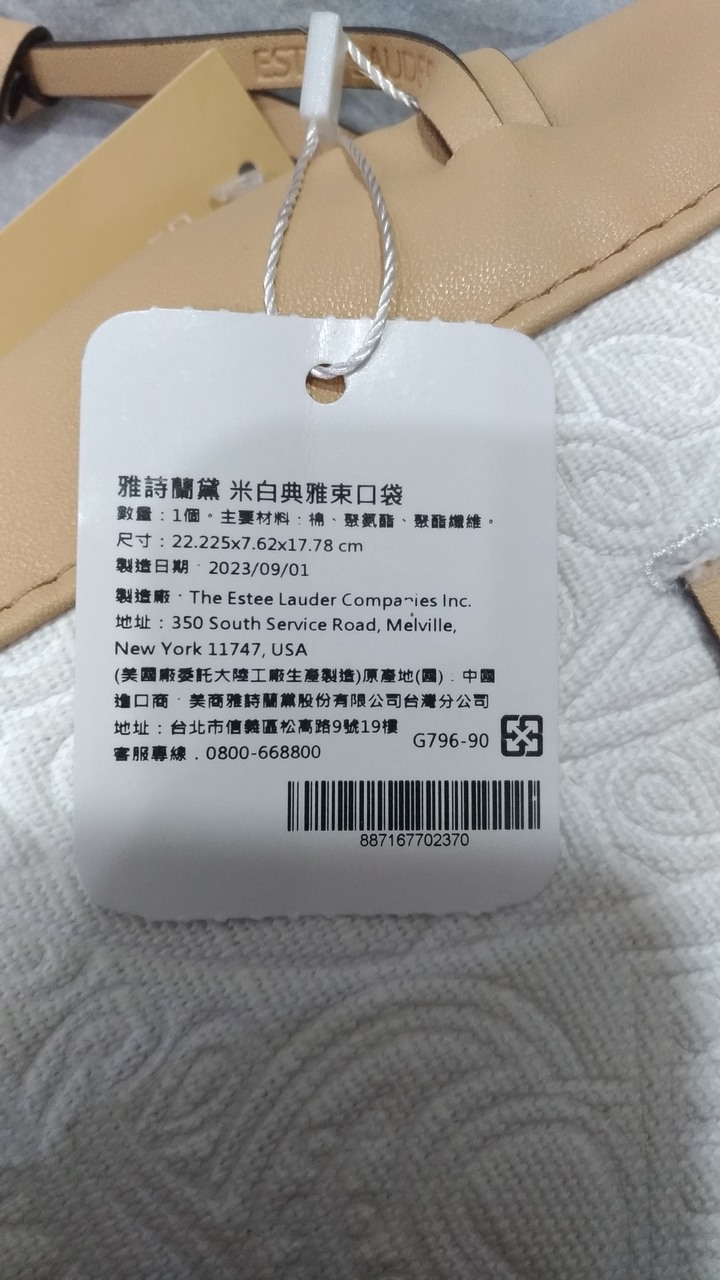 ESTEE LAUDER
雅詩蘭黛 米白典雅束口袋
數量：1個。主要材料：棉、聚氨酯、聚酯纖維。
尺寸：22.225x7.62x17.78 cm
製造日期：2023/09/01
製造廠：The Estee Lauder Companies Inc.
地址：350 South Service Road, Melville,
New York 11747, USA
(美國廠委託大陸工廠生產製造)原產地(國)：中國
進口商：美商雅詩蘭黛股份有限公司台灣分公司
地址：台北市信義區松高路9號19樓
客服專線：0800-668800
G796-90
887167702370